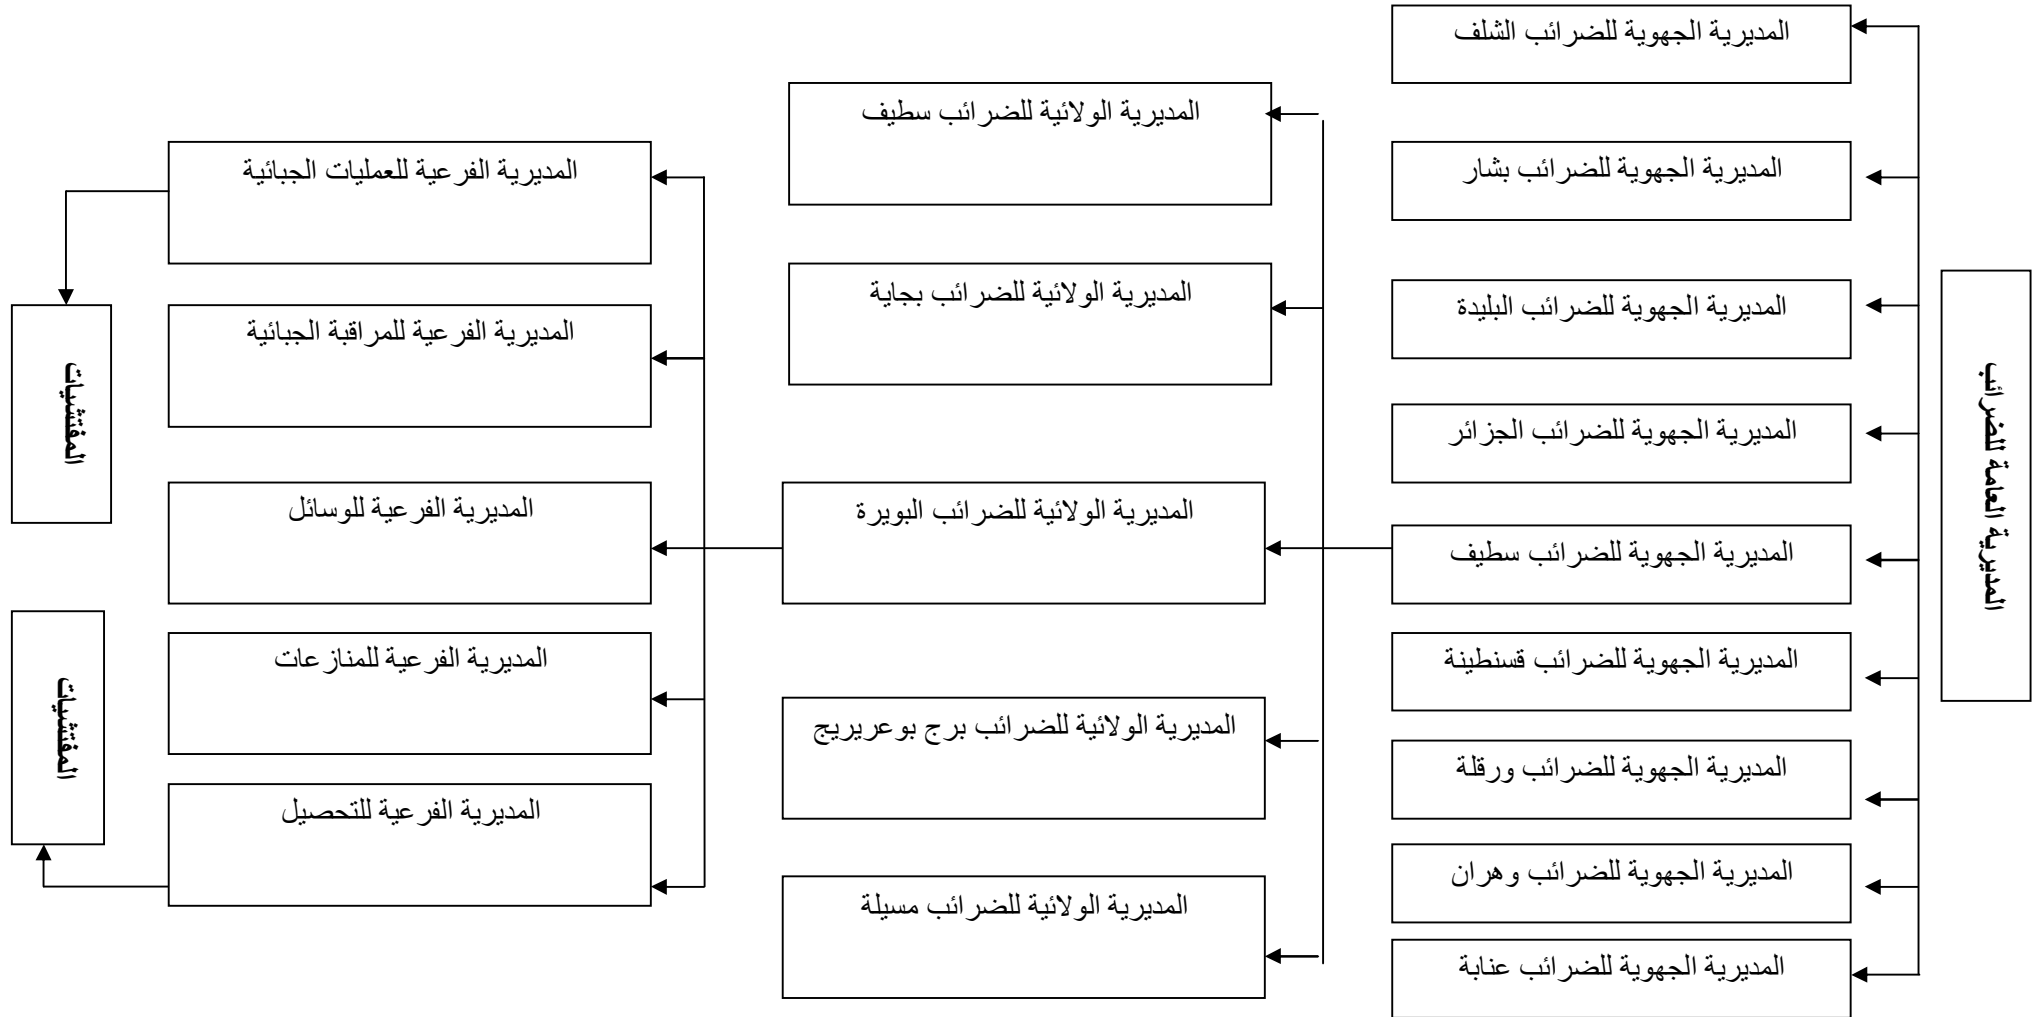 المديرية العامة للضرائب
المديرية الجهوية للضرائب الشلف
المديرية الجهوية للضرائب بشار
المديرية الجهوية للضرائب البليدة
المديرية الجهوية للضرائب الجزائر
المديرية الجهوية للضرائب سطيف
المديرية الجهوية للضرائب قسنطينة
المديرية الجهوية للضرائب ورقلة
المديرية الجهوية للضرائب وهران
المديرية الجهوية للضرائب عنابة
المديرية الولائية للضرائب سطيف
المديرية الولائية للضرائب بجاية
المديرية الولائية للضرائب البويرة
المديرية الولائية للضرائب برج بوعريريج
المديرية الولائية للضرائب مسيلة
المديرية الفرعية للعمليات الجبائية
المديرية الفرعية للمراقبة الجبائية
المديرية الفرعية للوسائل
المديرية الفرعية للمنازعات
المديرية الفرعية للتحصيل
المفتشيات
المفتشيات